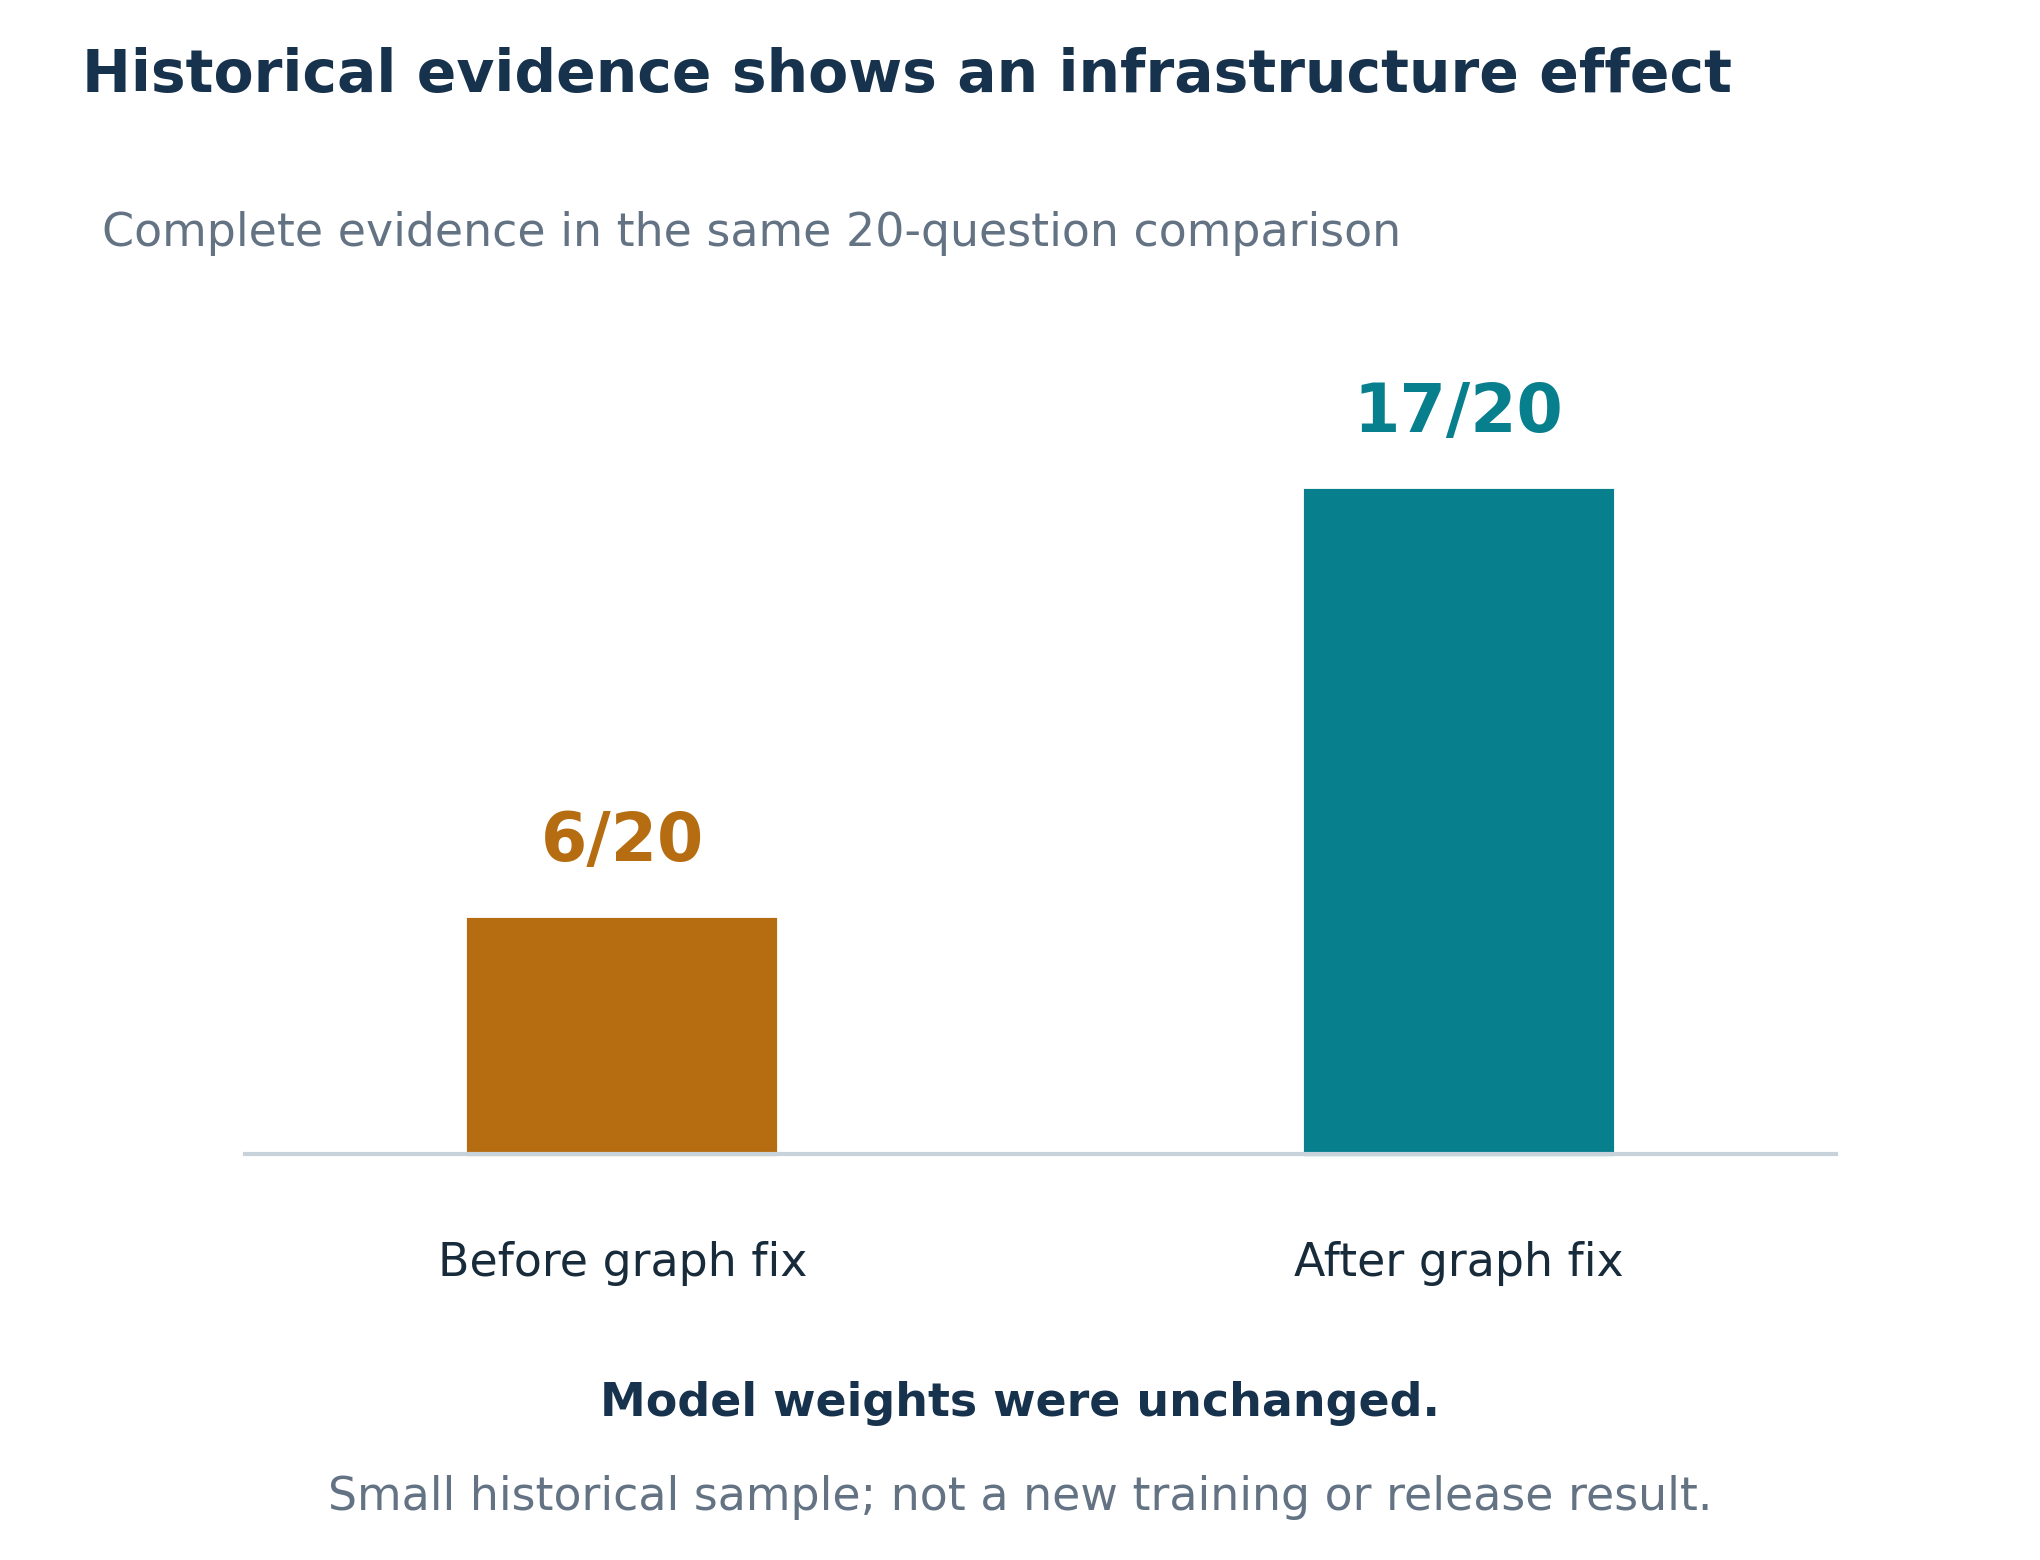 Historical evidence shows an infrastructure effect
Complete evidence in the same 20-question comparison
17/20
6/20
Before graph fix
After graph fix
Model weights were unchanged.
Small historical sample; not a new training or release result.